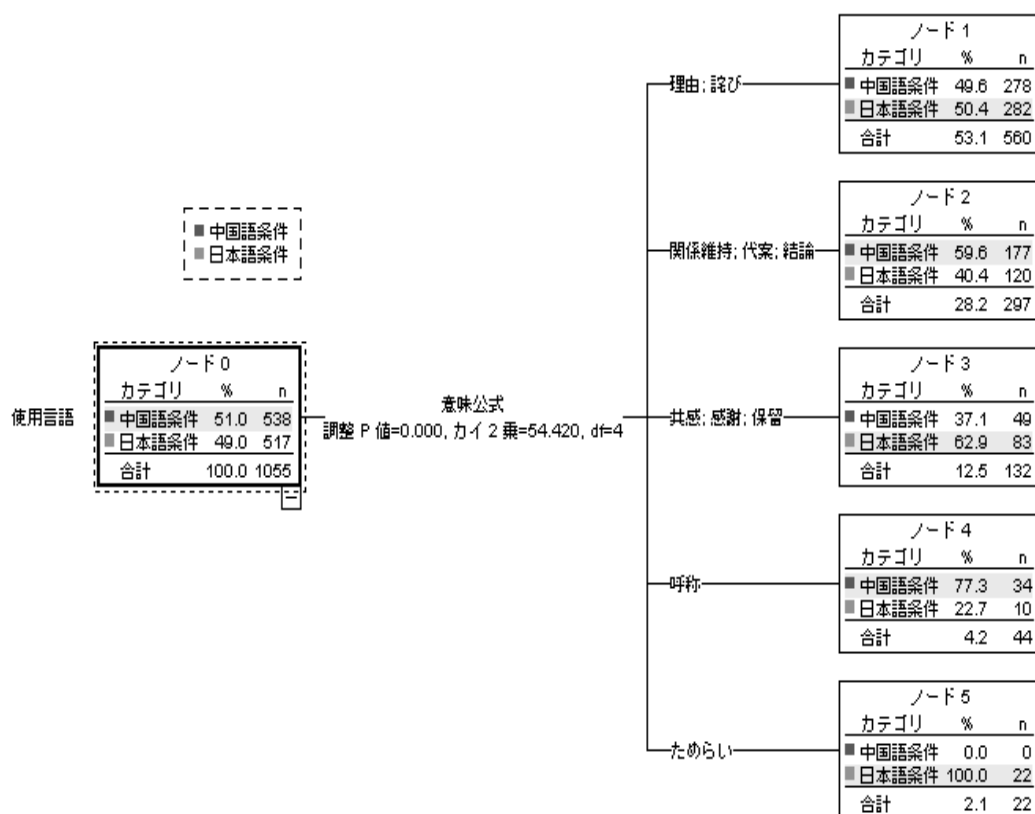 ノード 1
カテゴリ % n
中国語条件 49.6 278
日本語条件 50.4 282
合計 53.1 560
理由; 詫び
ノード 2
カテゴリ % n
中国語条件 59.6 177
日本語条件 40.4 120
合計 28.2 297
関係維持; 代案; 結論
中国語条件
日本語条件
使用言語
ノード 0
カテゴリ % n
中国語条件 51.0 538
日本語条件 49.0 517
合計 100.0 1055
意味公式
調整 P 値=0.000, カイ 2 乗=54.420, df=4
共感; 感謝; 保留
ノード 3
カテゴリ % n
中国語条件 37.1 49
日本語条件 62.9 83
合計 12.5 132
呼称
ノード 4
カテゴリ % n
中国語条件 77.3 34
日本語条件 22.7 10
合計 4.2 44
ためらい
ノード 5
カテゴリ % n
中国語条件 0.0 0
日本語条件 100.0 22
合計 2.1 22